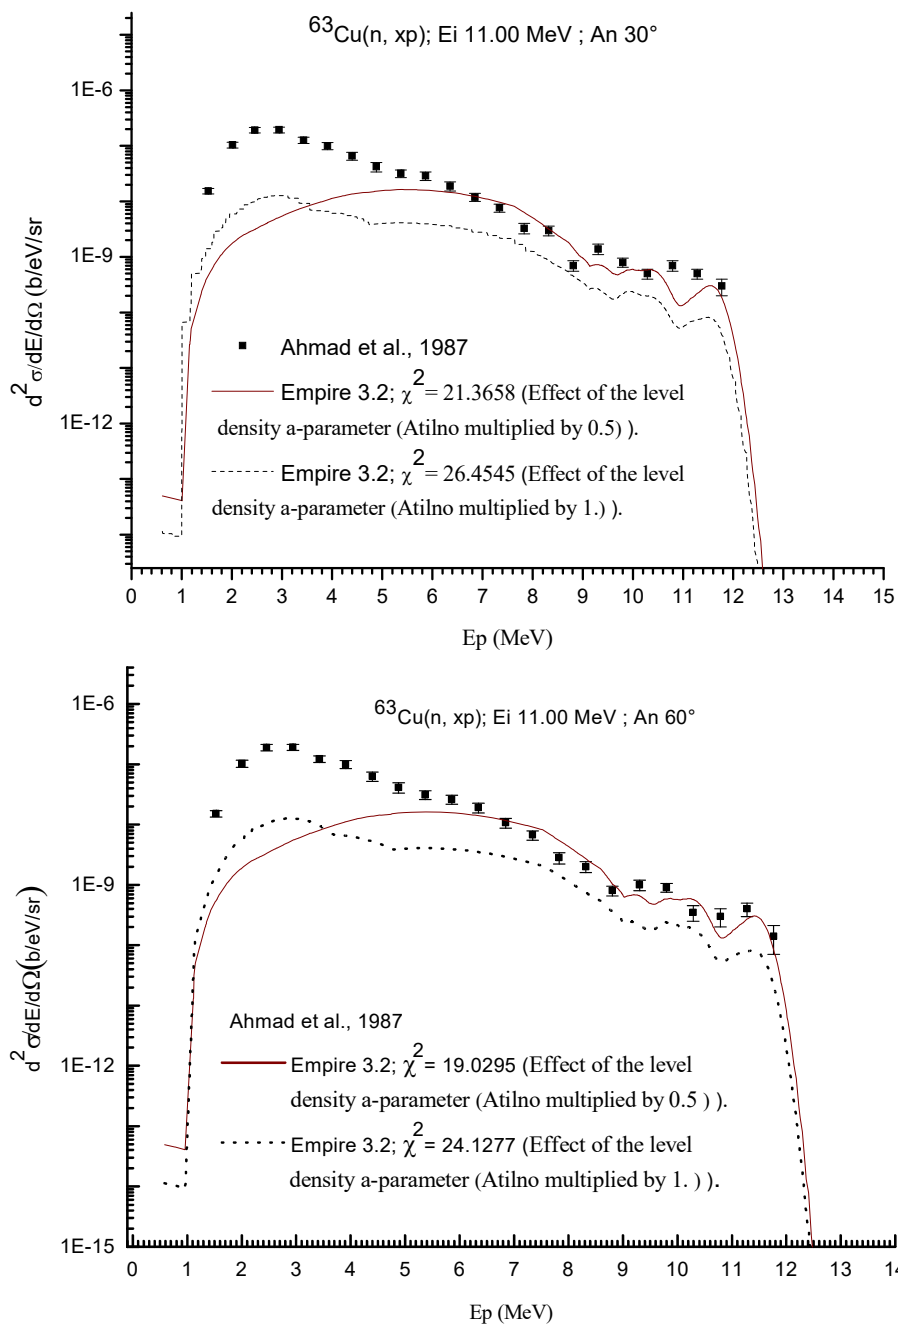 ⁶³Cu(n, xp); Ei 11.00 MeV ; An 30°
1E-6
1E-9
1E-12
d² σ/dE/dΩ (b/eV/sr)
Ahmad et al., 1987
Empire 3.2; χ² = 21.3658 (Effect of the level
density a-parameter (Atilno multiplied by 0.5) ).
Empire 3.2; χ² = 26.4545 (Effect of the level
density a-parameter (Atilno multiplied by 1.) ).
0 1 2 3 4 5 6 7 8 9 10 11 12 13 14 15
Ep (MeV)
1E-6
⁶³Cu(n, xp); Ei 11.00 MeV ; An 60°
1E-9
1E-12
1E-15
d² σ/dE/dΩ(b/eV/sr)
Ahmad et al., 1987
Empire 3.2; χ² = 19.0295 (Effect of the level
density a-parameter (Atilno multiplied by 0.5 ) ).
Empire 3.2; χ² = 24.1277 (Effect of the level
density a-parameter (Atilno multiplied by 1. ) ).
0 1 2 3 4 5 6 7 8 9 10 11 12 13 14
Ep (MeV)